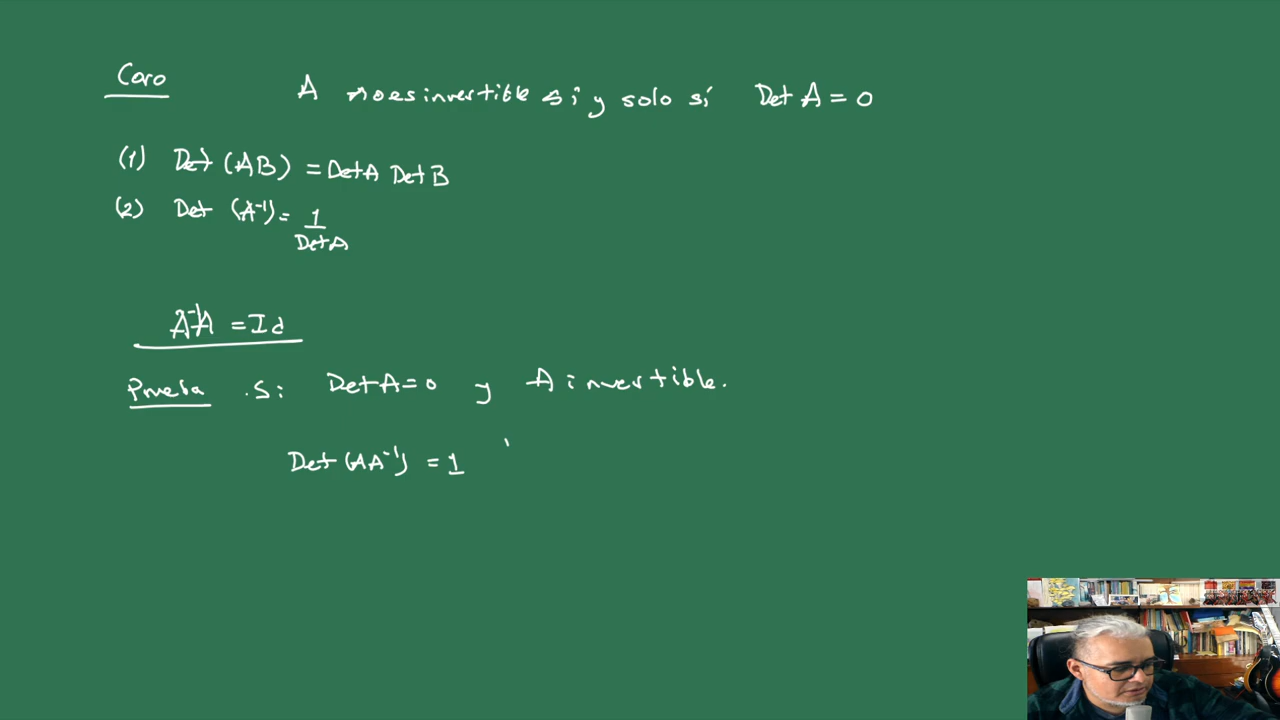 Coro A no es invertible si y solo si Det A = 0
(1) Det (AB) = Det A Det B
(2) Det (A⁻¹) = 1/Det A
A⁻¹A = Id
Prueba . Si Det A = 0 y A invertible.
Det (AA⁻¹) = 1